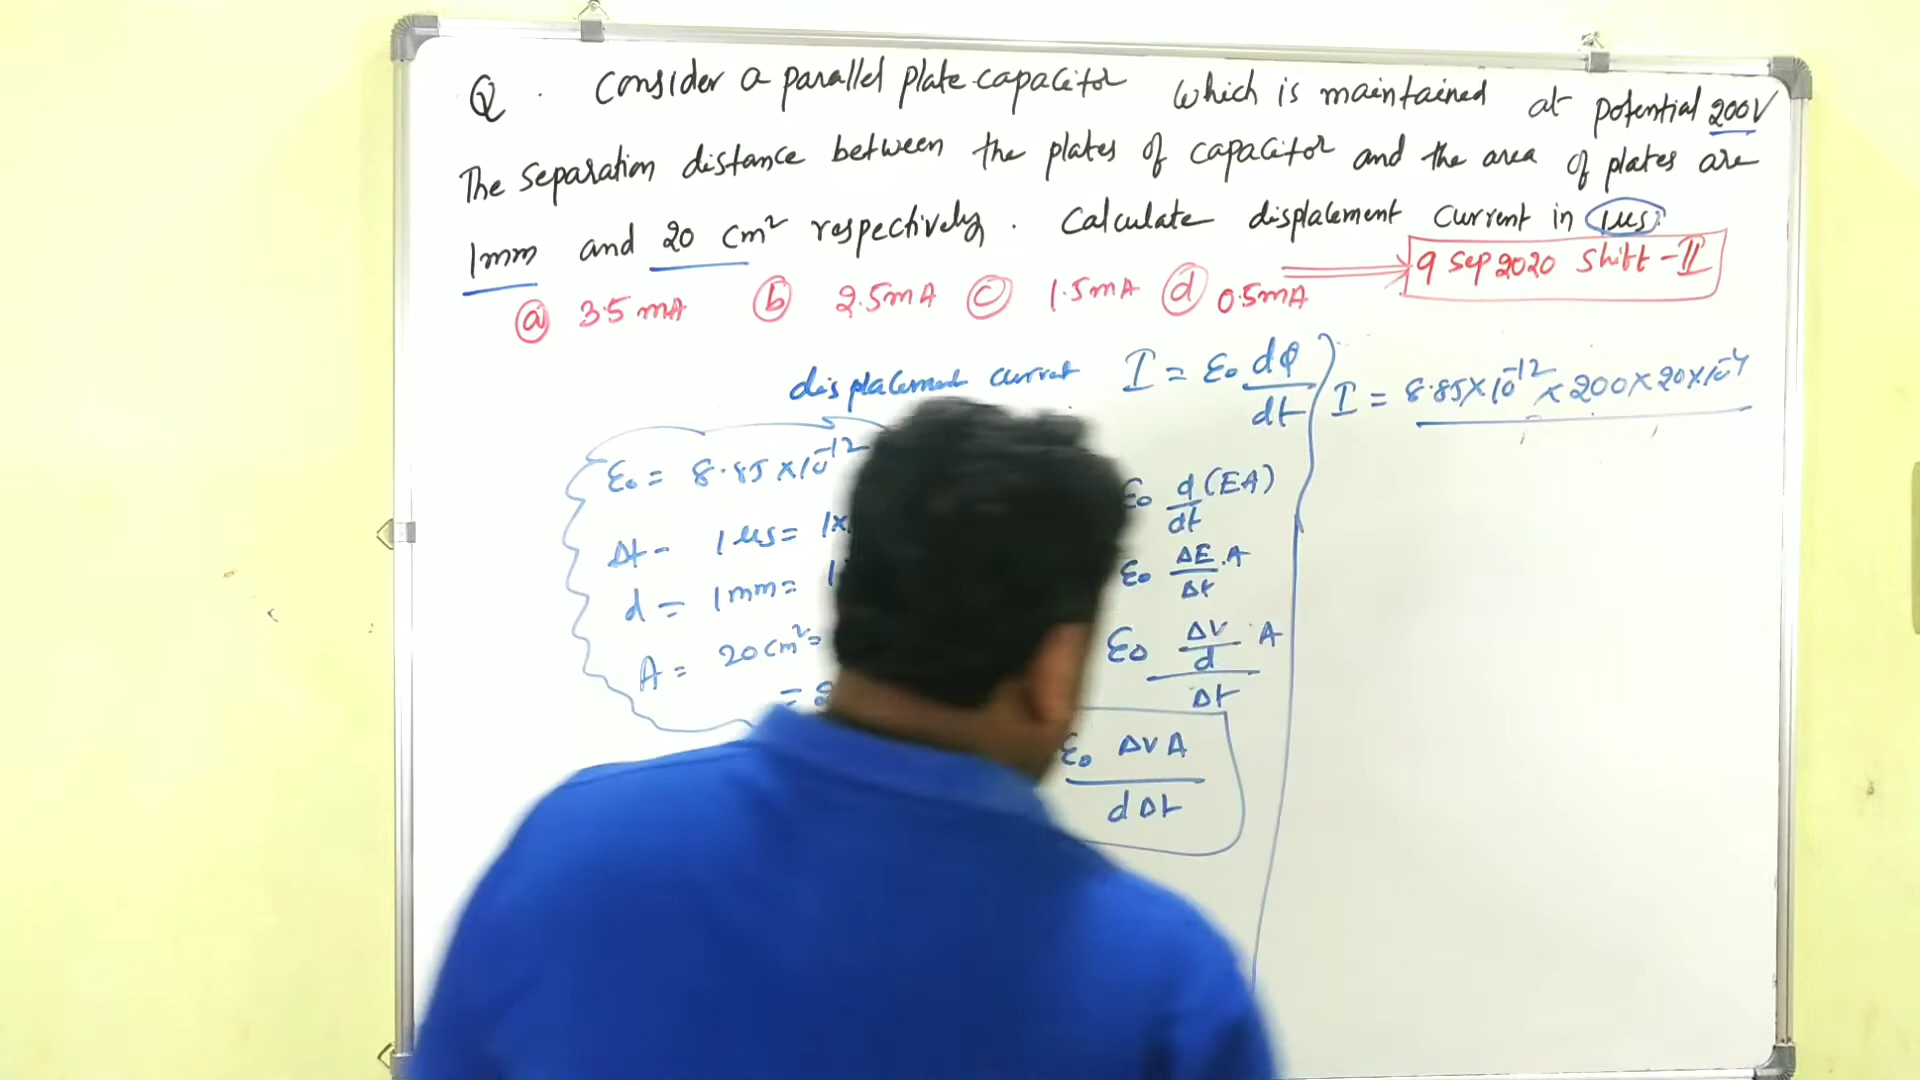 Q. Consider a parallel plate capacitor which is maintained at potential 200V
The separation distance between the plates of capacitor and the area of plates are
1mm and 20 cm² respectively. Calculate displacement current in 1μs.
9 Sep 2020 Shift-II
ⓐ 3.5 mA ⓑ 2.5mA ⓒ 1.5mA ⓓ 0.5mA
displacement current I = ε₀ dφ/dt
ε₀ = 8.85×10⁻¹²
Δt = 1μs = 1×
d = 1mm = 1
A = 20cm² =
=
ε₀ d/dt (EA)
ε₀ ΔE/Δt . A
ε₀ ΔV/d . A / Δt
ε₀ ΔV A / d Δt
I = 8.85×10⁻¹² × 200 × 20×10⁻⁴